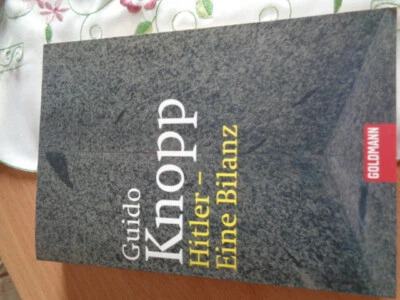 Guido
Knopp
Hitler –
Eine Bilanz
GOLDMANN